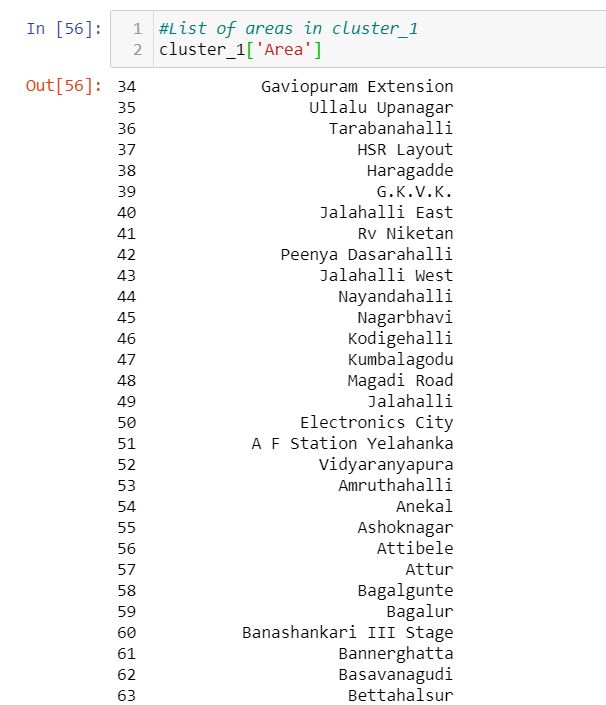 In [56]: 1 #List of areas in cluster_1
2 cluster_1['Area']
Out[56]: 34 Gaviopuram Extension
35 Ullalu Upanagar
36 Tarabanahalli
37 HSR Layout
38 Haragadde
39 G.K.V.K.
40 Jalahalli East
41 Rv Niketan
42 Peenya Dasarahalli
43 Jalahalli West
44 Nayandahalli
45 Nagarbhavi
46 Kodigehalli
47 Kumbalagodu
48 Magadi Road
49 Jalahalli
50 Electronics City
51 A F Station Yelahanka
52 Vidyaranyapura
53 Amruthahalli
54 Anekal
55 Ashoknagar
56 Attibele
57 Attur
58 Bagalgunte
59 Bagalur
60 Banashankari III Stage
61 Bannerghatta
62 Basavanagudi
63 Bettahalsur